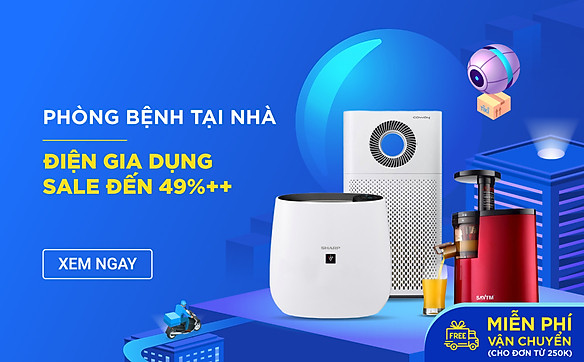 PHÒNG BỆNH TẠI NHÀ
ĐIỆN GIA DỤNG
SALE ĐẾN 49%++
XEM NGAY
SHARP
SAVTM
FREE
MIỄN PHÍ
VẬN CHUYỂN
(CHO ĐƠN TỪ 250K)